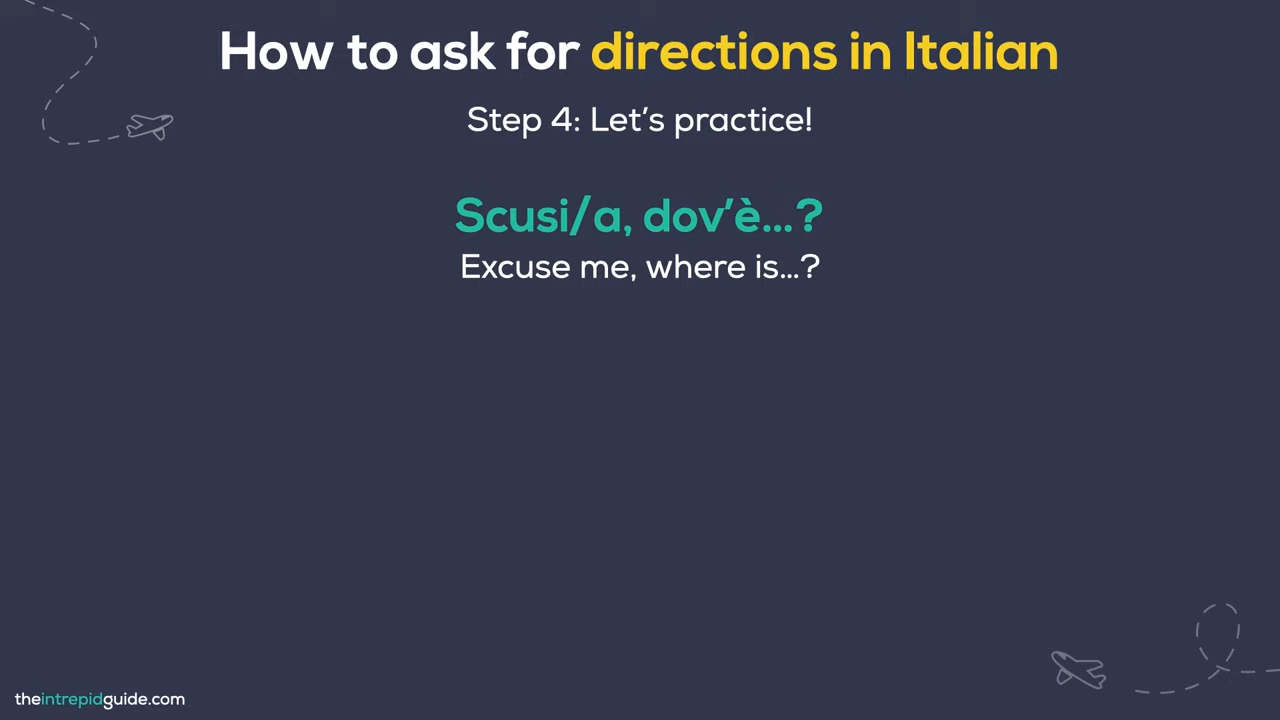 How to ask for directions in Italian
Step 4: Let's practice!
Scusi/a, dov'è...?
Excuse me, where is...?
theintrepidguide.com